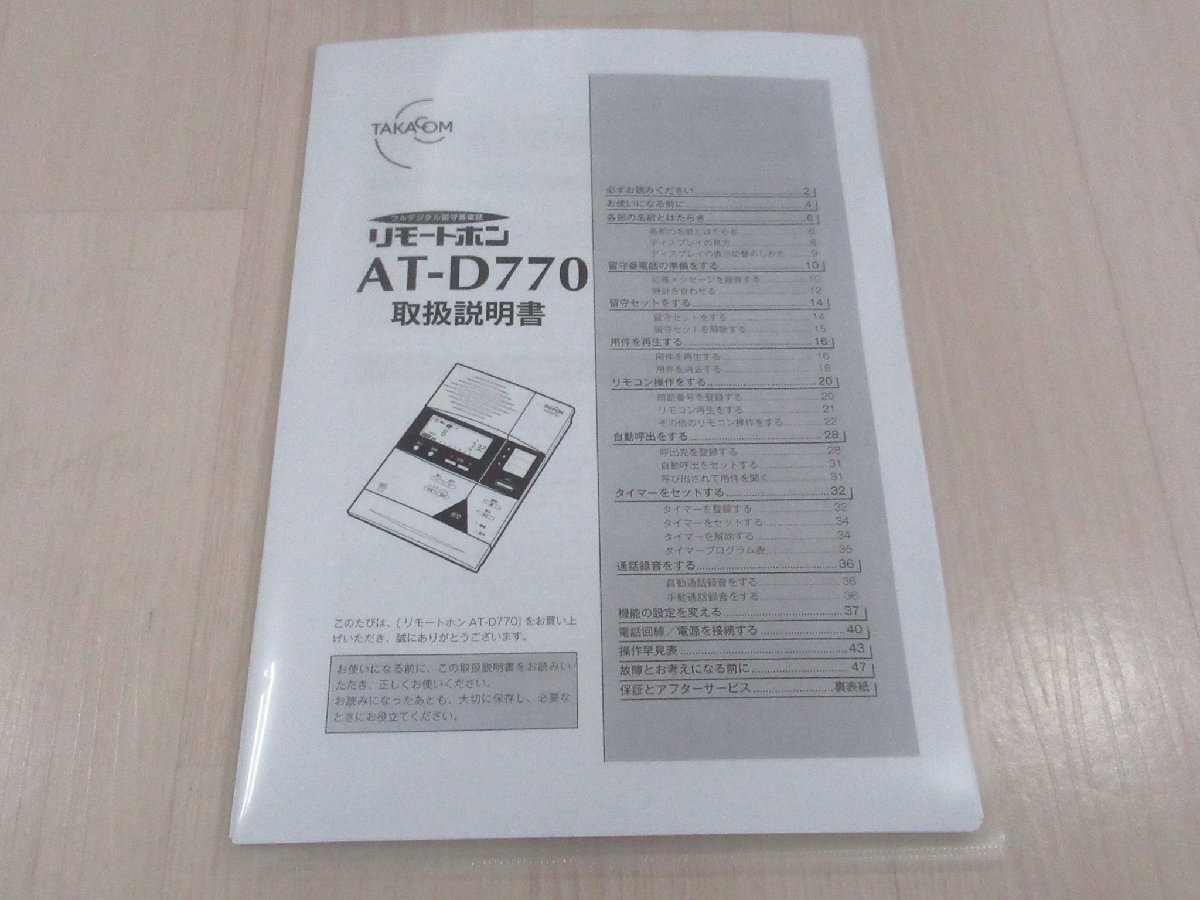 TAKACOM
フルデジタル留守番電話
リモートホン
AT-D770
取扱説明書
このたびは、(リモートホン AT-D770) をお買い上
げいただき、誠にありがとうございます。
お使いになる前に、この取扱説明書をお読みい
ただき、正しくお使いください。
お読みになったあとも、大切に保存し、必要な
ときにお役立てください。
必ずお読みください 2
お使いになる前に 4
各部の名前とはたらき 6
各部の名前とはたらき 6
ディスプレイの見方 8
ディスプレイの表示切替のしかた 9
留守番電話の準備をする 10
応答メッセージを録音する 10
時計を合わせる 12
留守セットをする 14
留守セットをする 14
留守セットを解除する 15
用件を再生する 16
用件を再生する 16
用件を消去する 18
リモコン操作をする 20
暗証番号を登録する 20
リモコン再生をする 21
その他のリモコン操作をする 22
自動呼出をする 28
呼出先を登録する 28
自動呼出をセットする 31
呼び出されて用件を聞く 31
タイマーをセットする 32
タイマーを登録する 32
タイマーをセットする 34
タイマーを解除する 34
タイマープログラム表 35
通話録音をする 36
自動通話録音をする 36
手動通話録音をする 36
機能の設定を変える 37
電話回線/電源を接続する 40
操作早見表 43
故障とお考えになる前に 47
保証とアフターサービス 裏表紙